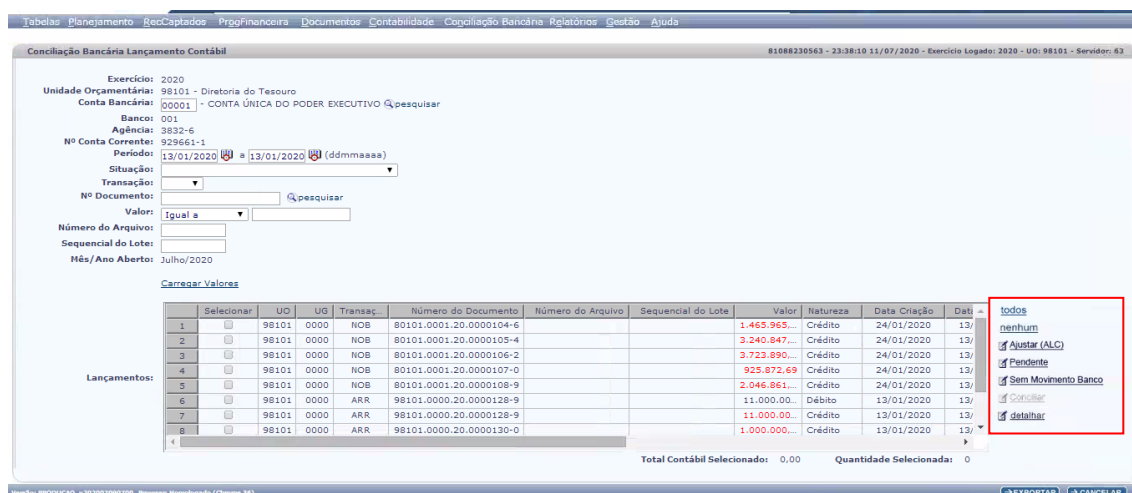 Tabelas Planejamento RecCaptados ProgFinanceira Documentos Contabilidade Conciliação Bancária Relatórios Gestão Ajuda
Conciliação Bancária Lançamento Contábil 81088230563 - 23:38:10 11/07/2020 - Exercício Logado: 2020 - UO: 98101 - Servidor: 63
Exercício: 2020
Unidade Orçamentária: 98101 - Diretoria do Tesouro
Conta Bancária: 00001 - CONTA ÚNICA DO PODER EXECUTIVO pesquisar
Banco: 001
Agência: 3832-6
Nº Conta Corrente: 929661-1
Período: 13/01/2020 a 13/01/2020 (ddmmaaaa)
Situação:
Transação:
Nº Documento: pesquisar
Valor: Igual a
Número do Arquivo:
Sequencial do Lote:
Mês/Ano Aberto: Julho/2020
Carregar Valores
Lançamentos:
Selecionar UO UG Transaç... Número do Documento Número do Arquivo Sequencial do Lote Valor Natureza Data Criação Data
1 98101 0000 NOB 80101.0001.20.0000104-6 1.465.965,... Crédito 24/01/2020 13/
2 98101 0000 NOB 80101.0001.20.0000105-4 3.240.847,... Crédito 24/01/2020 13/
3 98101 0000 NOB 80101.0001.20.0000106-2 3.723.890,... Crédito 24/01/2020 13/
4 98101 0000 NOB 80101.0001.20.0000107-0 925.872,69 Crédito 24/01/2020 13/
5 98101 0000 NOB 80101.0001.20.0000108-9 2.046.861,... Crédito 24/01/2020 13/
6 98101 0000 ARR 98101.0000.20.0000128-9 11.000.00... Débito 13/01/2020 13/
7 98101 0000 ARR 98101.0000.20.0000128-9 11.000.00... Crédito 13/01/2020 13/
8 98101 0000 ARR 98101.0000.20.0000130-0 1.000.000,... Crédito 13/01/2020 13/
todos
nenhum
Ajustar (ALC)
Pendente
Sem Movimento Banco
Conciliar
detalhar
Total Contábil Selecionado: 0,00 Quantidade Selecionada: 0
EXPORTAR CANCELAR